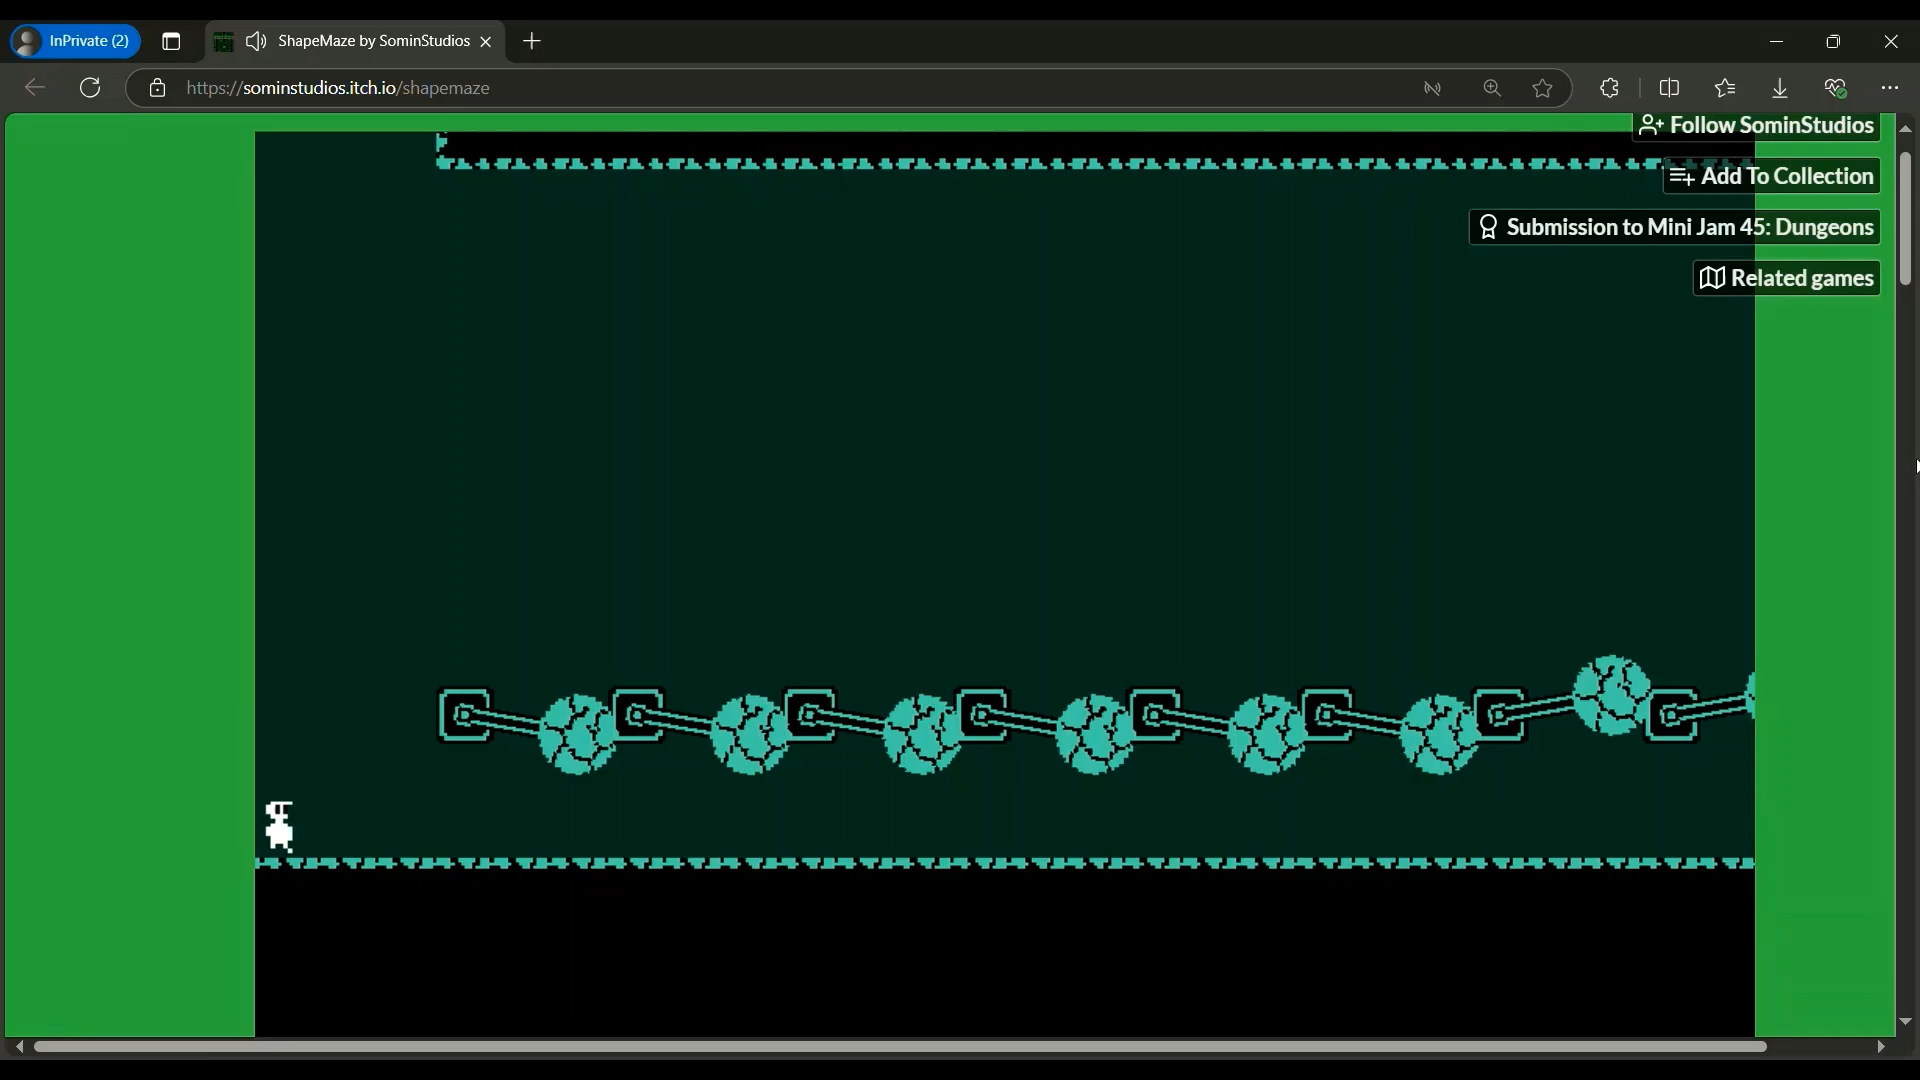 InPrivate (2)
ShapeMaze by SominStudios
https://sominstudios.itch.io/shapemaze
Follow SominStudios
Add To Collection
Submission to Mini Jam 45: Dungeons
Related games